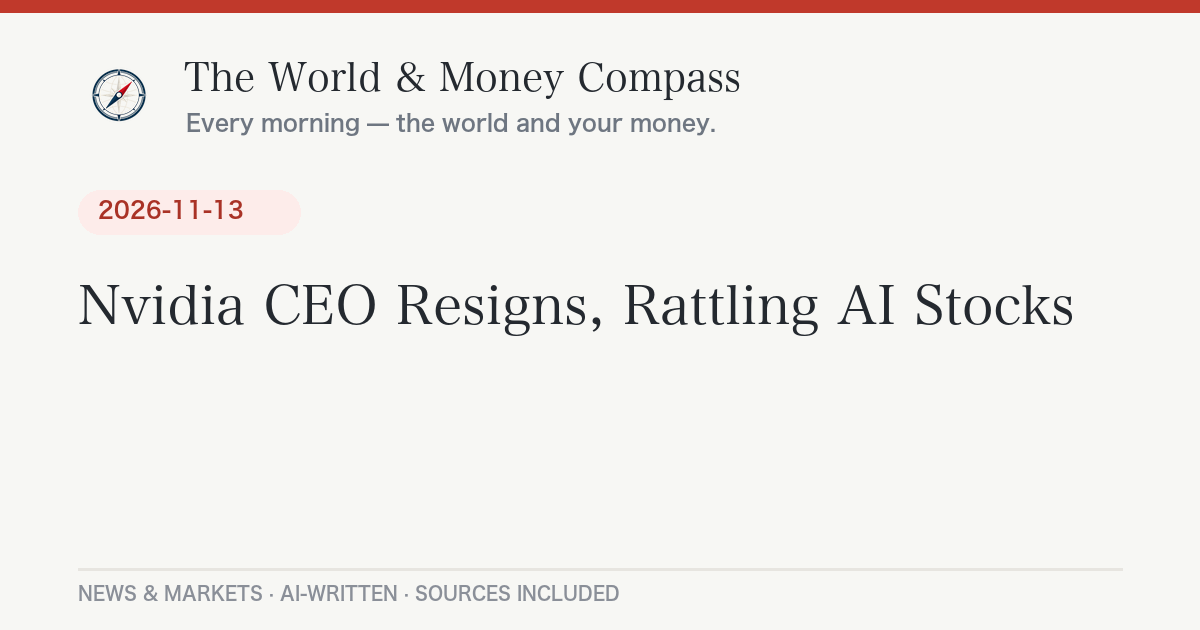 The World & Money Compass
Every morning — the world and your money.
2026-11-13
Nvidia CEO Resigns, Rattling AI Stocks
NEWS & MARKETS · AI-WRITTEN · SOURCES INCLUDED